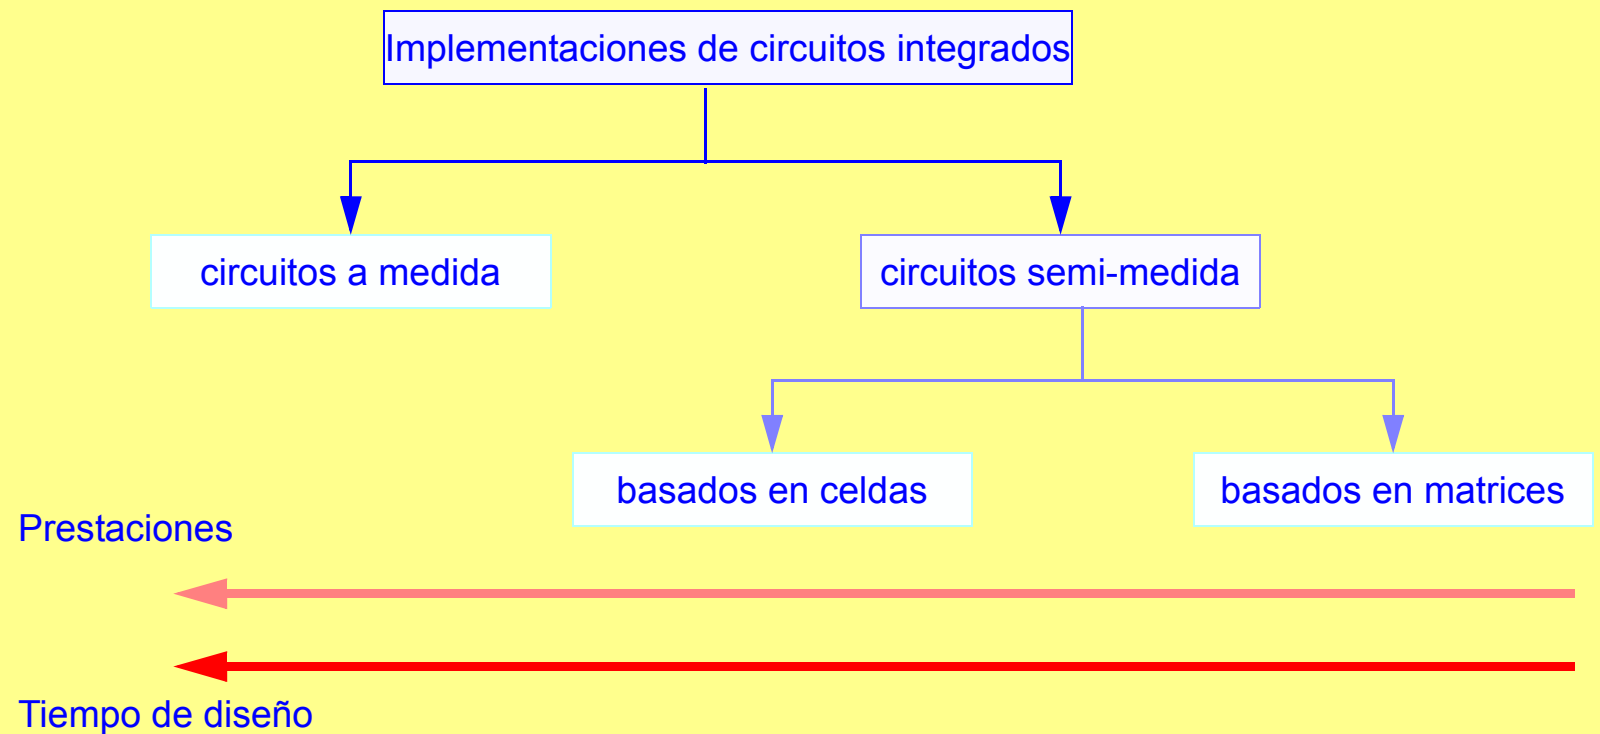 Implementaciones de circuitos integrados
circuitos a medida
circuitos semi-medida
basados en celdas
basados en matrices
Prestaciones
Tiempo de diseño